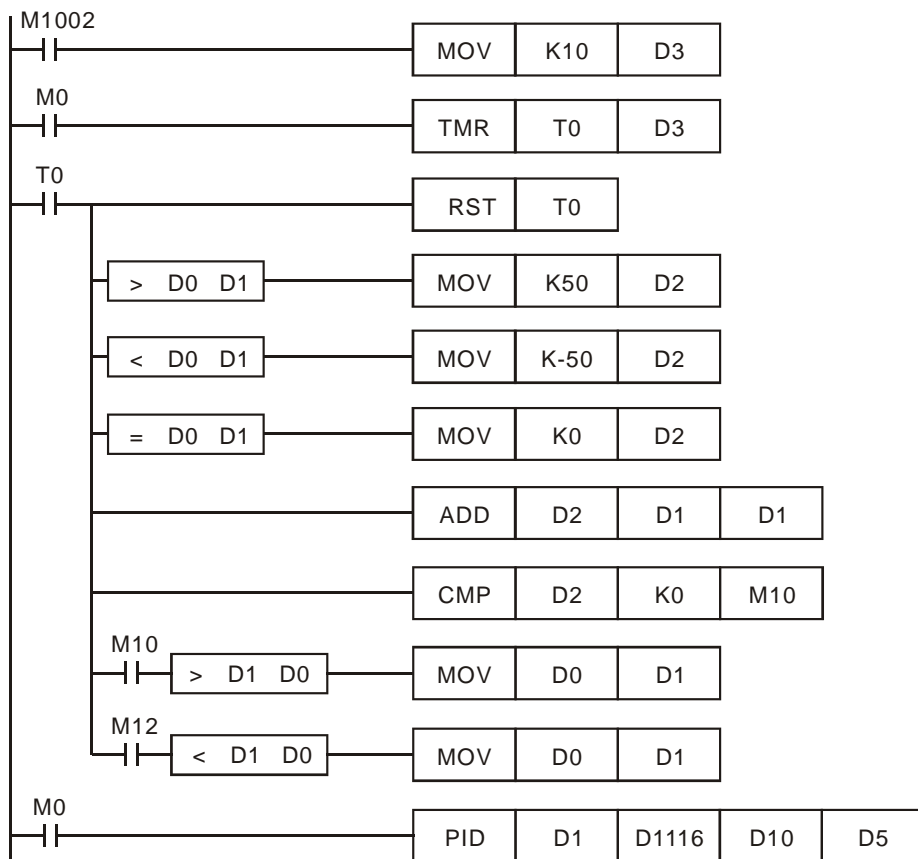 M1002
MOV K10 D3
M0
TMR T0 D3
T0
RST T0
> D0 D1 MOV K50 D2
< D0 D1 MOV K-50 D2
= D0 D1 MOV K0 D2
ADD D2 D1 D1
CMP D2 K0 M10
M10
> D1 D0 MOV D0 D1
M12
< D1 D0 MOV D0 D1
M0
PID D1 D1116 D10 D5